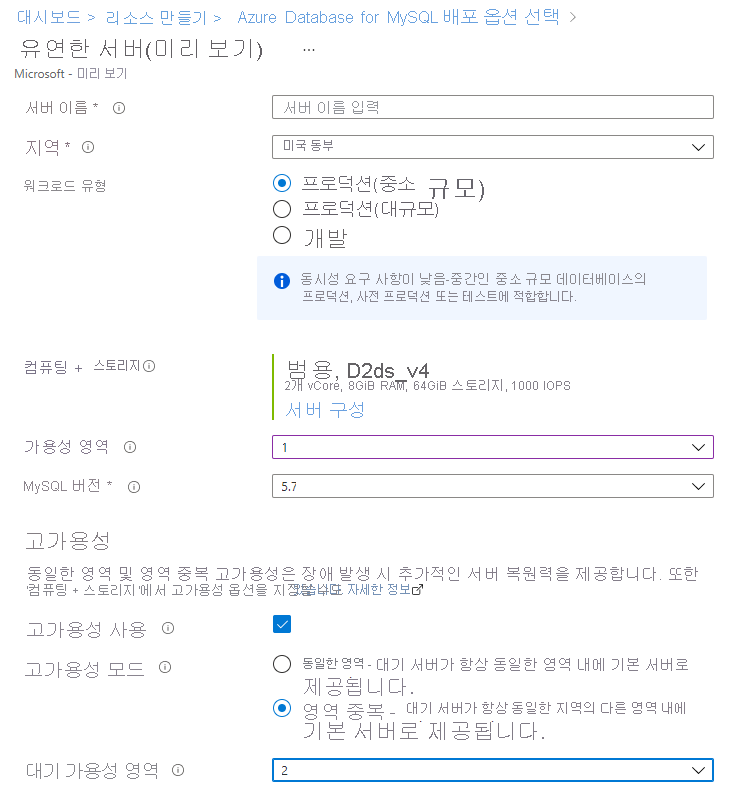 대시보드 > 리소스 만들기 > Azure Database for MySQL 배포 옵션 선택 >
유연한 서버(미리 보기) ...
Microsoft - 미리 보기
서버 이름 *
서버 이름 입력
지역 *
미국 동부
워크로드 유형
프로덕션(중소 규모)
프로덕션(대규모)
개발
동시성 요구 사항이 낮음-중간인 중소 규모 데이터베이스의
프로덕션, 사전 프로덕션 또는 테스트에 적합합니다.
컴퓨팅 + 스토리지
범용, D2ds_v4
2개 vCore, 8GiB RAM, 64GiB 스토리지, 1000 IOPS
서버 구성
가용성 영역
1
MySQL 버전 *
5.7
고가용성
동일한 영역 및 영역 중복 고가용성은 장애 발생 시 추가적인 서버 복원력을 제공합니다. 또한
'컴퓨팅 + 스토리지'에서 고가용성 옵션을 지정할 수도 있습니다. 자세한 정보
고가용성 사용
고가용성 모드
동일한 영역 - 대기 서버가 항상 동일한 영역 내에 기본 서버로
제공됩니다.
영역 중복 - 대기 서버가 항상 동일한 지역의 다른 영역 내에
기본 서버로 제공됩니다.
대기 가용성 영역
2